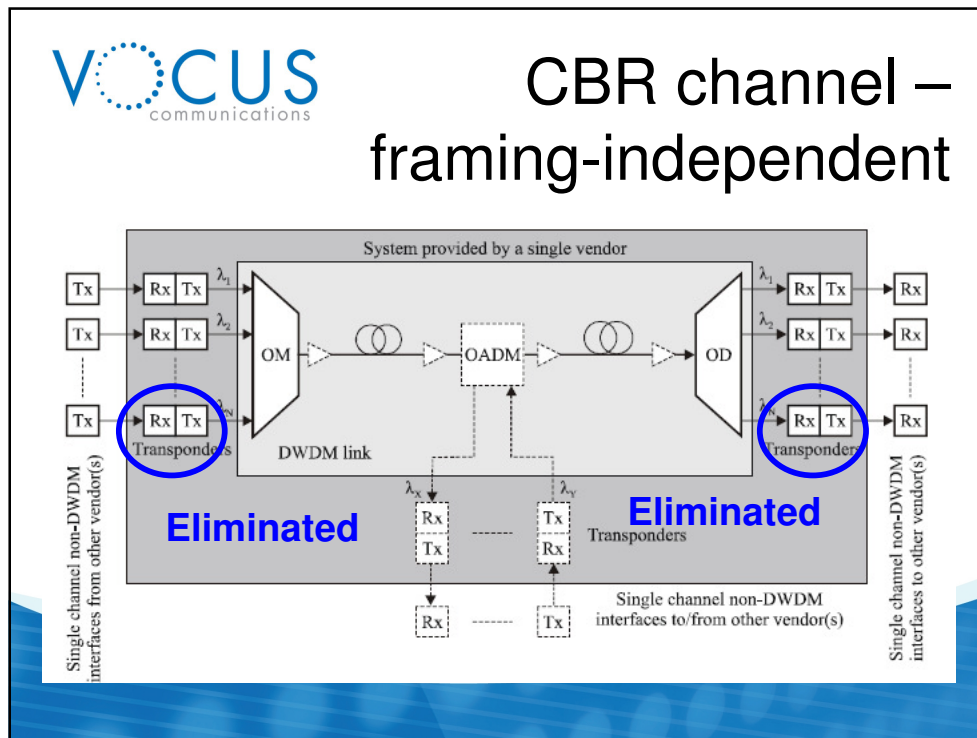 VOCUS
communications
CBR channel –
framing-independent
System provided by a single vendor
Tx
Rx Tx
λ1
λ1
Rx Tx
Rx
Tx
Rx Tx
λ2
OM
OADM
OD
λ2
Rx Tx
Rx
Tx
Rx Tx
λN
Rx Tx
Rx
Transponders
DWDM link
Transponders
λX
λY
Eliminated
Eliminated
Rx
Tx
Tx
Rx
Transponders
Rx
Tx
Single channel non-DWDM
interfaces to/from other vendor(s)
Single channel non-DWDM
interfaces from other vendor(s)
Single channel non-DWDM
interfaces to other vendor(s)